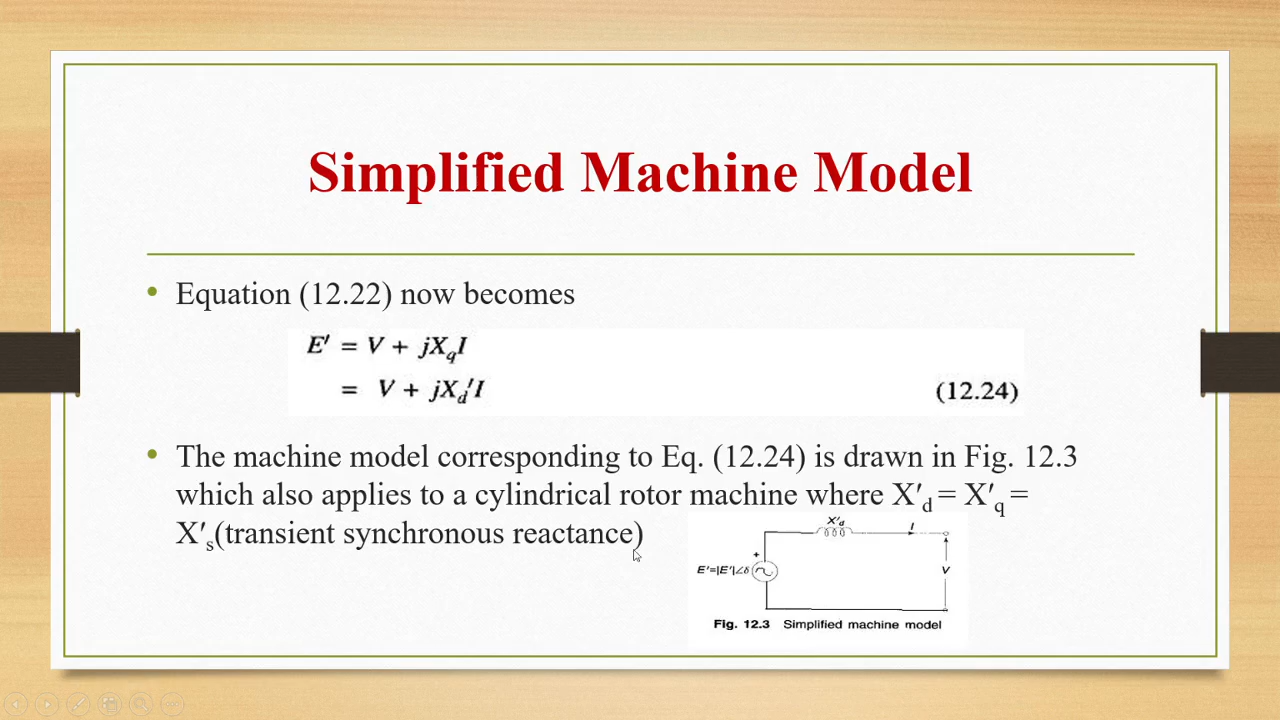 Simplified Machine Model
• Equation (12.22) now becomes
E′ = V + jX_qI
= V + jX_d′I (12.24)
• The machine model corresponding to Eq. (12.24) is drawn in Fig. 12.3
which also applies to a cylindrical rotor machine where X′_d = X′_q =
X′_s(transient synchronous reactance)
X′_d
I
+
E′=|E′|∠δ
V
Fig. 12.3 Simplified machine model